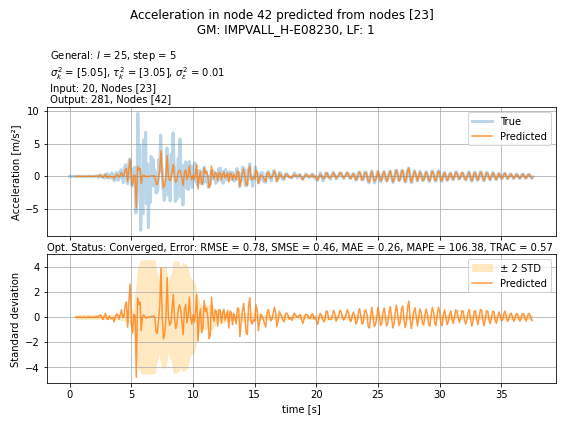 Acceleration in node 42 predicted from nodes [23]
GM: IMPVALL_H-E08230, LF: 1
General: l = 25, step = 5
σ²ₖ = [5.05], τ²ₖ = [3.05], σ²ε = 0.01
Input: 20, Nodes [23]
Output: 281, Nodes [42]
Acceleration [m/s²]
10
5
0
−5
True
Predicted
Opt. Status: Converged, Error: RMSE = 0.78, SMSE = 0.46, MAE = 0.26, MAPE = 106.38, TRAC = 0.57
Standard deviation
4
2
0
−2
−4
± 2 STD
Predicted
0 5 10 15 20 25 30 35
time [s]